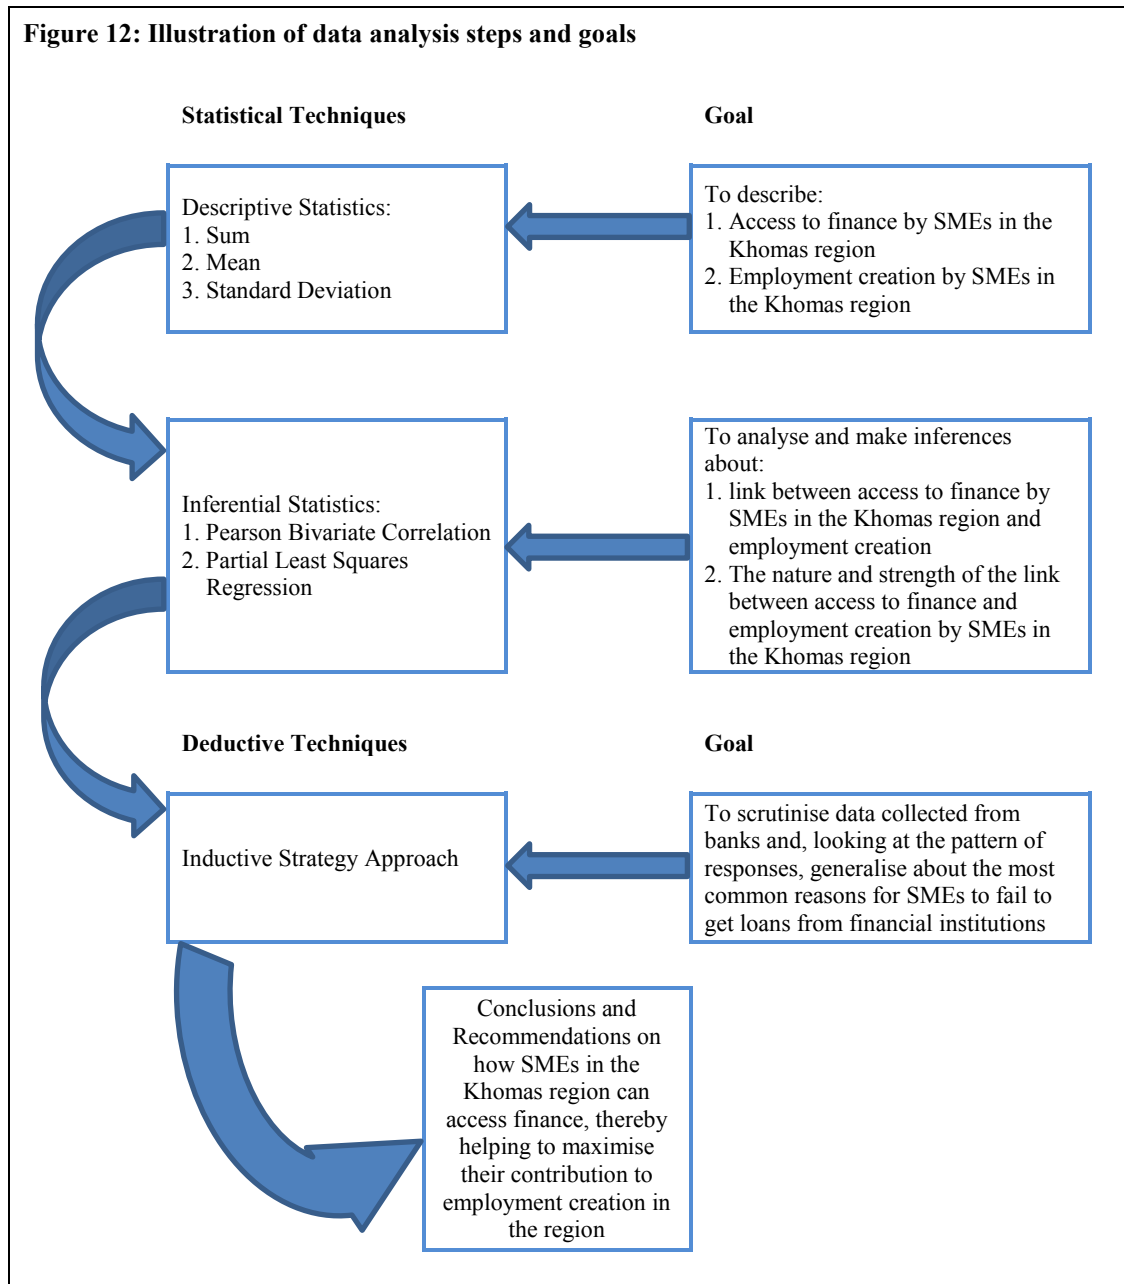 Figure 12: Illustration of data analysis steps and goals
Statistical Techniques
Goal
Descriptive Statistics:
1. Sum
2. Mean
3. Standard Deviation
To describe:
1. Access to finance by SMEs in the
Khomas region
2. Employment creation by SMEs in
the Khomas region
Inferential Statistics:
1. Pearson Bivariate Correlation
2. Partial Least Squares
Regression
To analyse and make inferences
about:
1. link between access to finance by
SMEs in the Khomas region and
employment creation
2. The nature and strength of the link
between access to finance and
employment creation by SMEs in
the Khomas region
Deductive Techniques
Goal
Inductive Strategy Approach
To scrutinise data collected from
banks and, looking at the pattern of
responses, generalise about the most
common reasons for SMEs to fail to
get loans from financial institutions
Conclusions and
Recommendations on
how SMEs in the
Khomas region can
access finance, thereby
helping to maximise
their contribution to
employment creation in
the region